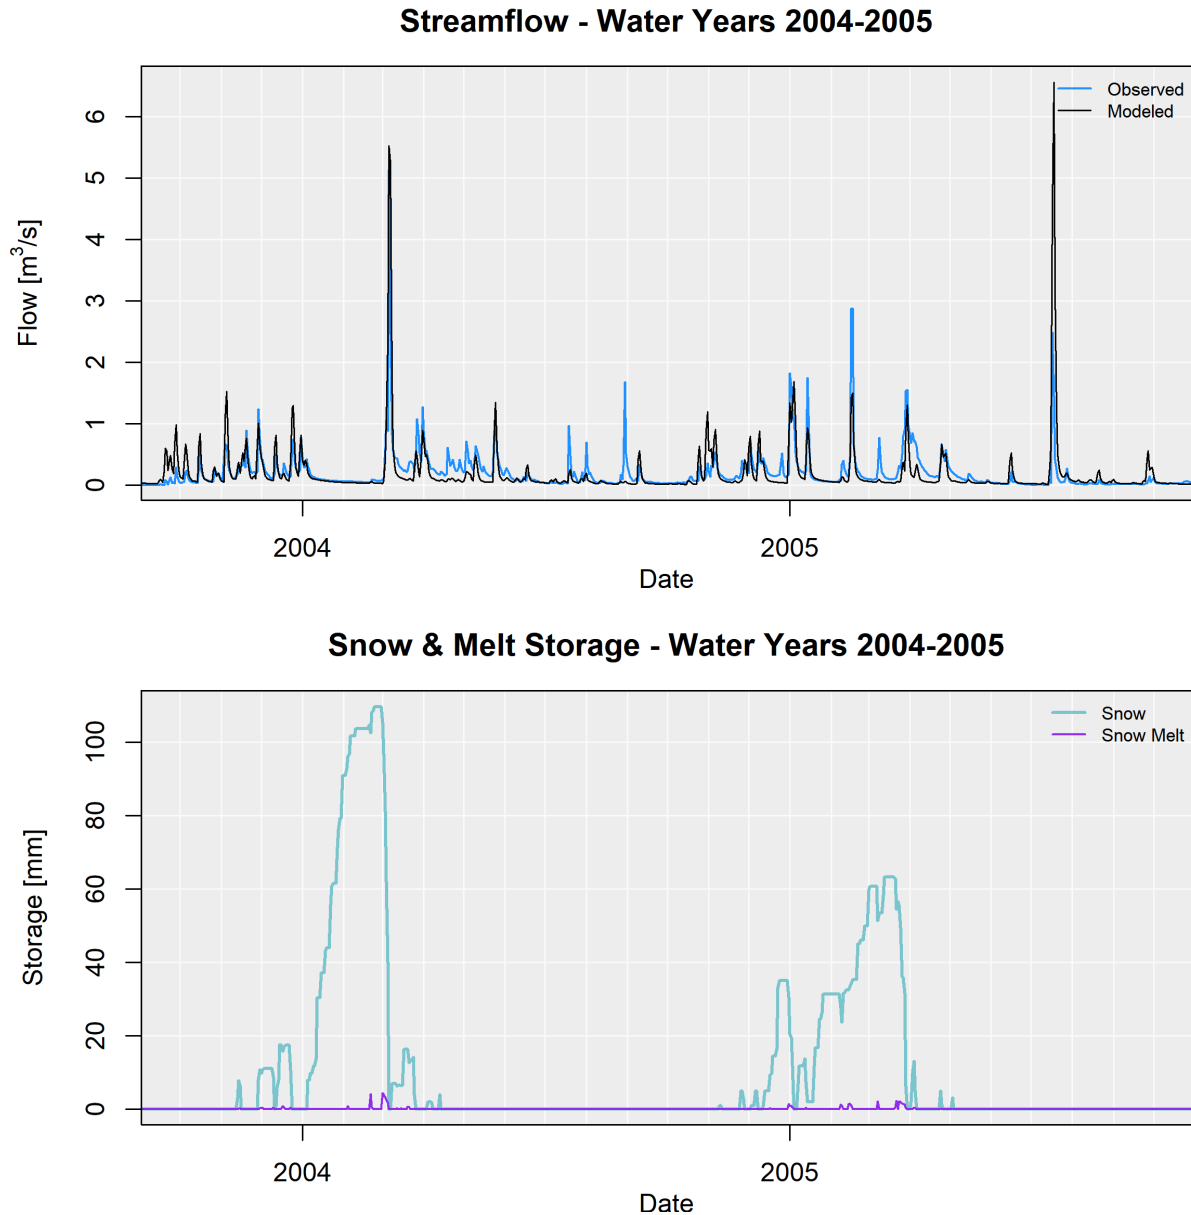 Streamflow - Water Years 2004-2005
Observed
Modeled
Flow [m³/s]
6
5
4
3
2
1
0
2004
2005
Date
Snow & Melt Storage - Water Years 2004-2005
Snow
Snow Melt
Storage [mm]
100
80
60
40
20
0
2004
2005
Date